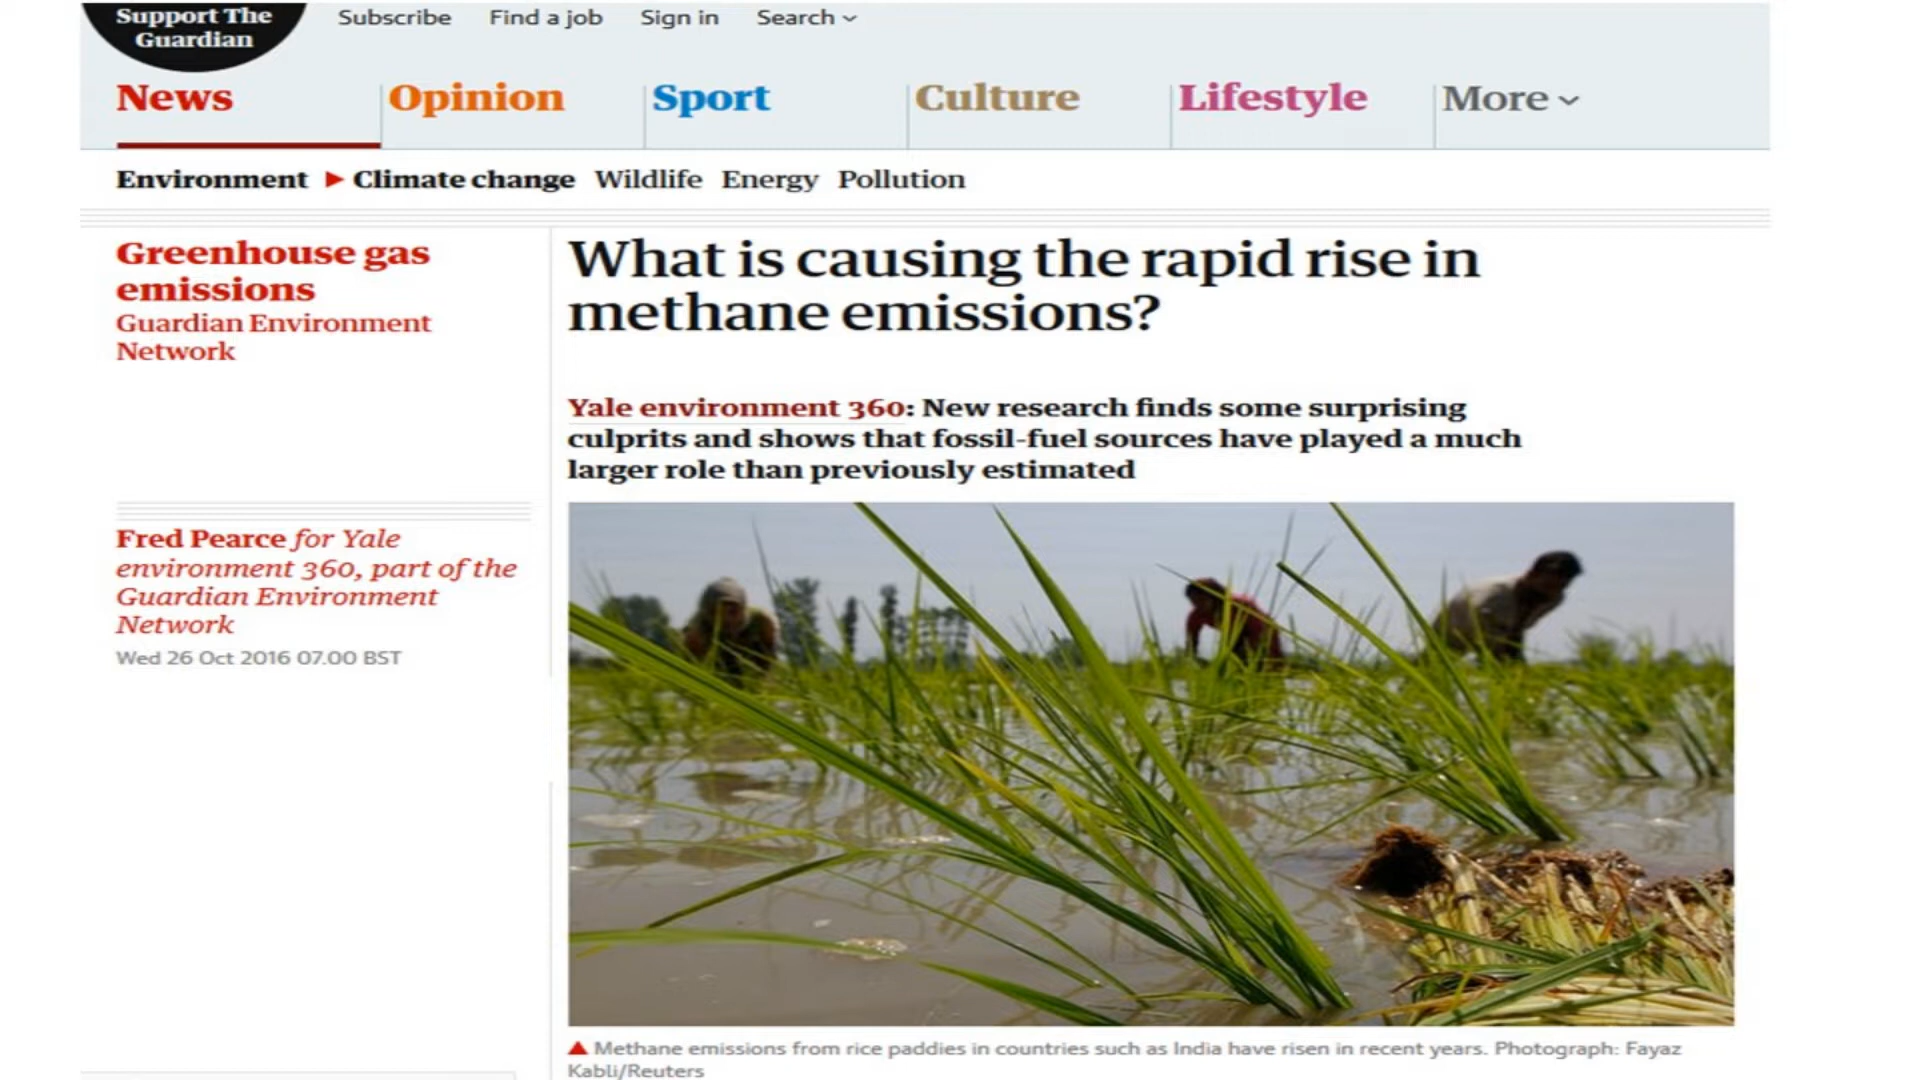 Support The
Guardian
Subscribe Find a job Sign in Search
News Opinion Sport Culture Lifestyle More
Environment Climate change Wildlife Energy Pollution
Greenhouse gas
emissions
Guardian Environment
Network
What is causing the rapid rise in
methane emissions?
Yale environment 360: New research finds some surprising
culprits and shows that fossil-fuel sources have played a much
larger role than previously estimated
Fred Pearce for Yale
environment 360, part of the
Guardian Environment
Network
Wed 26 Oct 2016 07.00 BST
Methane emissions from rice paddies in countries such as India have risen in recent years. Photograph: Fayaz
Kabli/Reuters